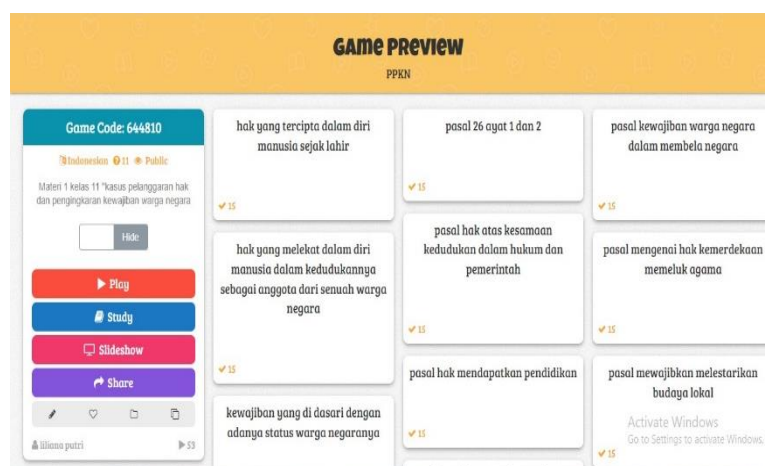 GAME PREVIEW
PPKN
Game Code: 644810
Indonesion 11 Public
Materi 1 kelas 11 "kasus pelanggaran hak
dan pengingkaran kewajiban warga negara
Hide
Play
Study
Slideshow
Share
liliana putri 53
hak yang tercipta dalam diri
manusia sejak lahir
15
hak yang melekat dalam diri
manusia dalam kedudukannya
sebagai anggota dari senuah warga
negara
15
kewajiban yang di dasari dengan
adanya status warga negaranya
pasal 26 ayat 1 dan 2
15
pasal hak atas kesamaan
kedudukan dalam hukum dan
pemerintah
15
pasal hak mendapatkan pendidikan
15
pasal kewajiban warga negara
dalam membela negara
15
pasal mengenai hak kemerdekaan
memeluk agama
15
pasal mewajibkan melestarikan
budaya lokal
15
Activate Windows
Go to Settings to activate Windows.